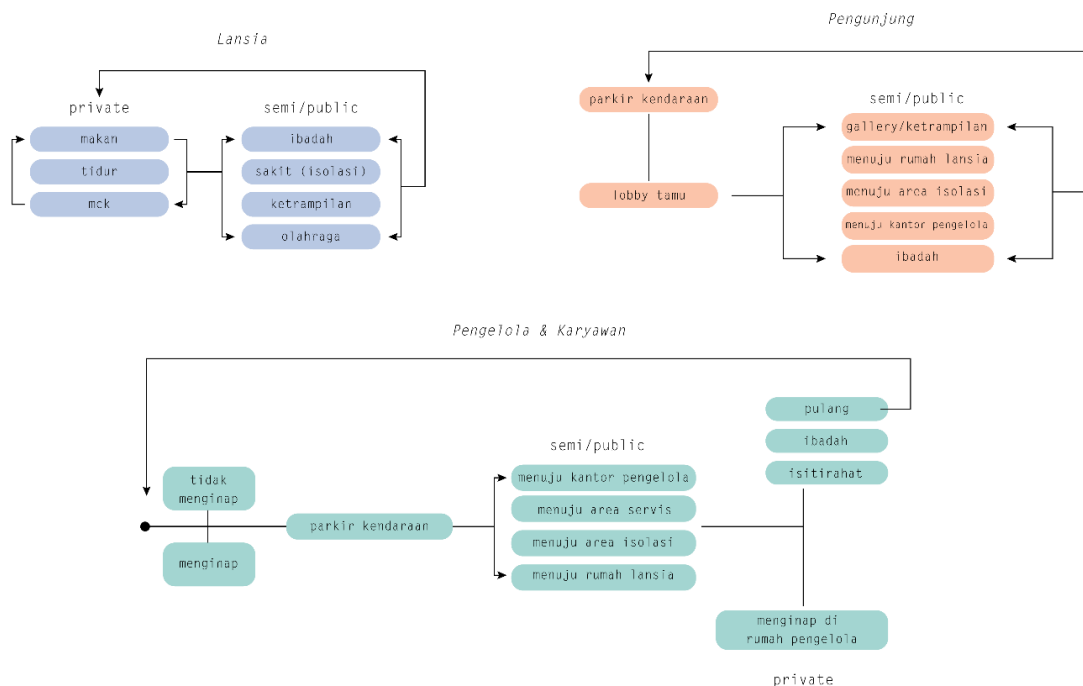 Lansia
private
makan
tidur
mck
semi/public
ibadah
sakit (isolasi)
ketrampilan
olahraga
Pengunjung
parkir kendaraan
lobby tamu
semi/public
gallery/ketrampilan
menuju rumah lansia
menuju area isolasi
menuju kantor pengelola
ibadah
Pengelola & Karyawan
tidak
menginap
menginap
parkir kendaraan
semi/public
menuju kantor pengelola
menuju area servis
menuju area isolasi
menuju rumah lansia
pulang
ibadah
isitirahat
menginap di
rumah pengelola
private